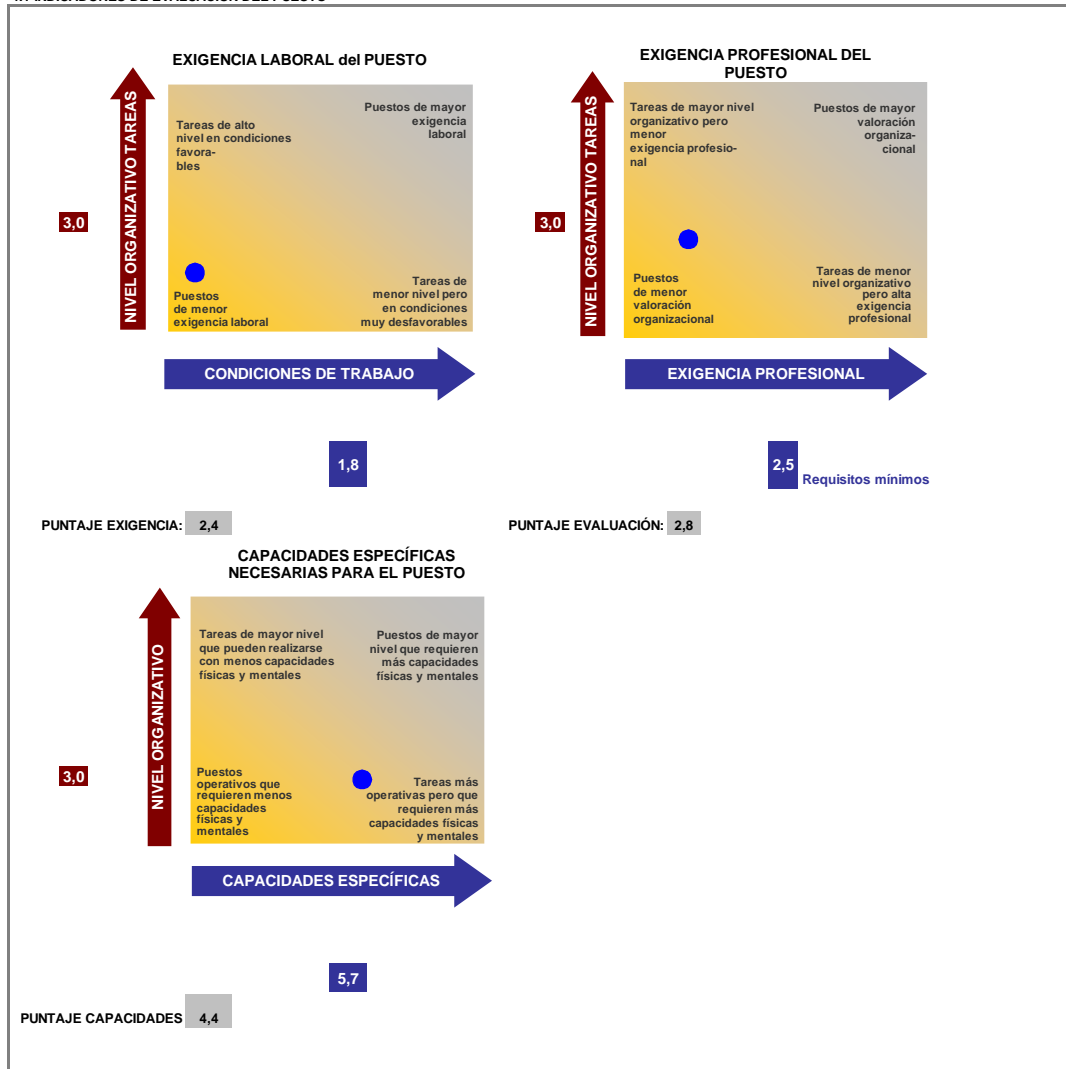 EXIGENCIA LABORAL del PUESTO
NIVEL ORGANIZATIVO TAREAS
Tareas de alto
nivel en condiciones
favora-
bles
Puestos de mayor
exigencia
laboral
3,0
Puestos
de menor
exigencia laboral
Tareas de
menor nivel pero
en condiciones
muy desfavorables
CONDICIONES DE TRABAJO
1,8
PUNTAJE EXIGENCIA: 2,4
EXIGENCIA PROFESIONAL DEL
PUESTO
NIVEL ORGANIZATIVO TAREAS
Tareas de mayor nivel
organizativo pero
menor
exigencia profesio-
nal
Puestos de mayor
valoración
organiza-
cional
3,0
Puestos
de menor
valoración
organizacional
Tareas de menor
nivel organizativo
pero alta
exigencia
profesional
EXIGENCIA PROFESIONAL
2,5
Requisitos mínimos
PUNTAJE EVALUACIÓN: 2,8
CAPACIDADES ESPECÍFICAS
NECESARIAS PARA EL PUESTO
NIVEL ORGANIZATIVO
Tareas de mayor nivel
que pueden realizarse
con menos capacidades
físicas y mentales
Puestos de mayor
nivel que requieren
más capacidades
físicas y mentales
3,0
Puestos
operativos que
requieren menos
capacidades
físicas y
mentales
Tareas más
operativas pero que
requieren más
capacidades físicas
y mentales
CAPACIDADES ESPECÍFICAS
5,7
PUNTAJE CAPACIDADES 4,4